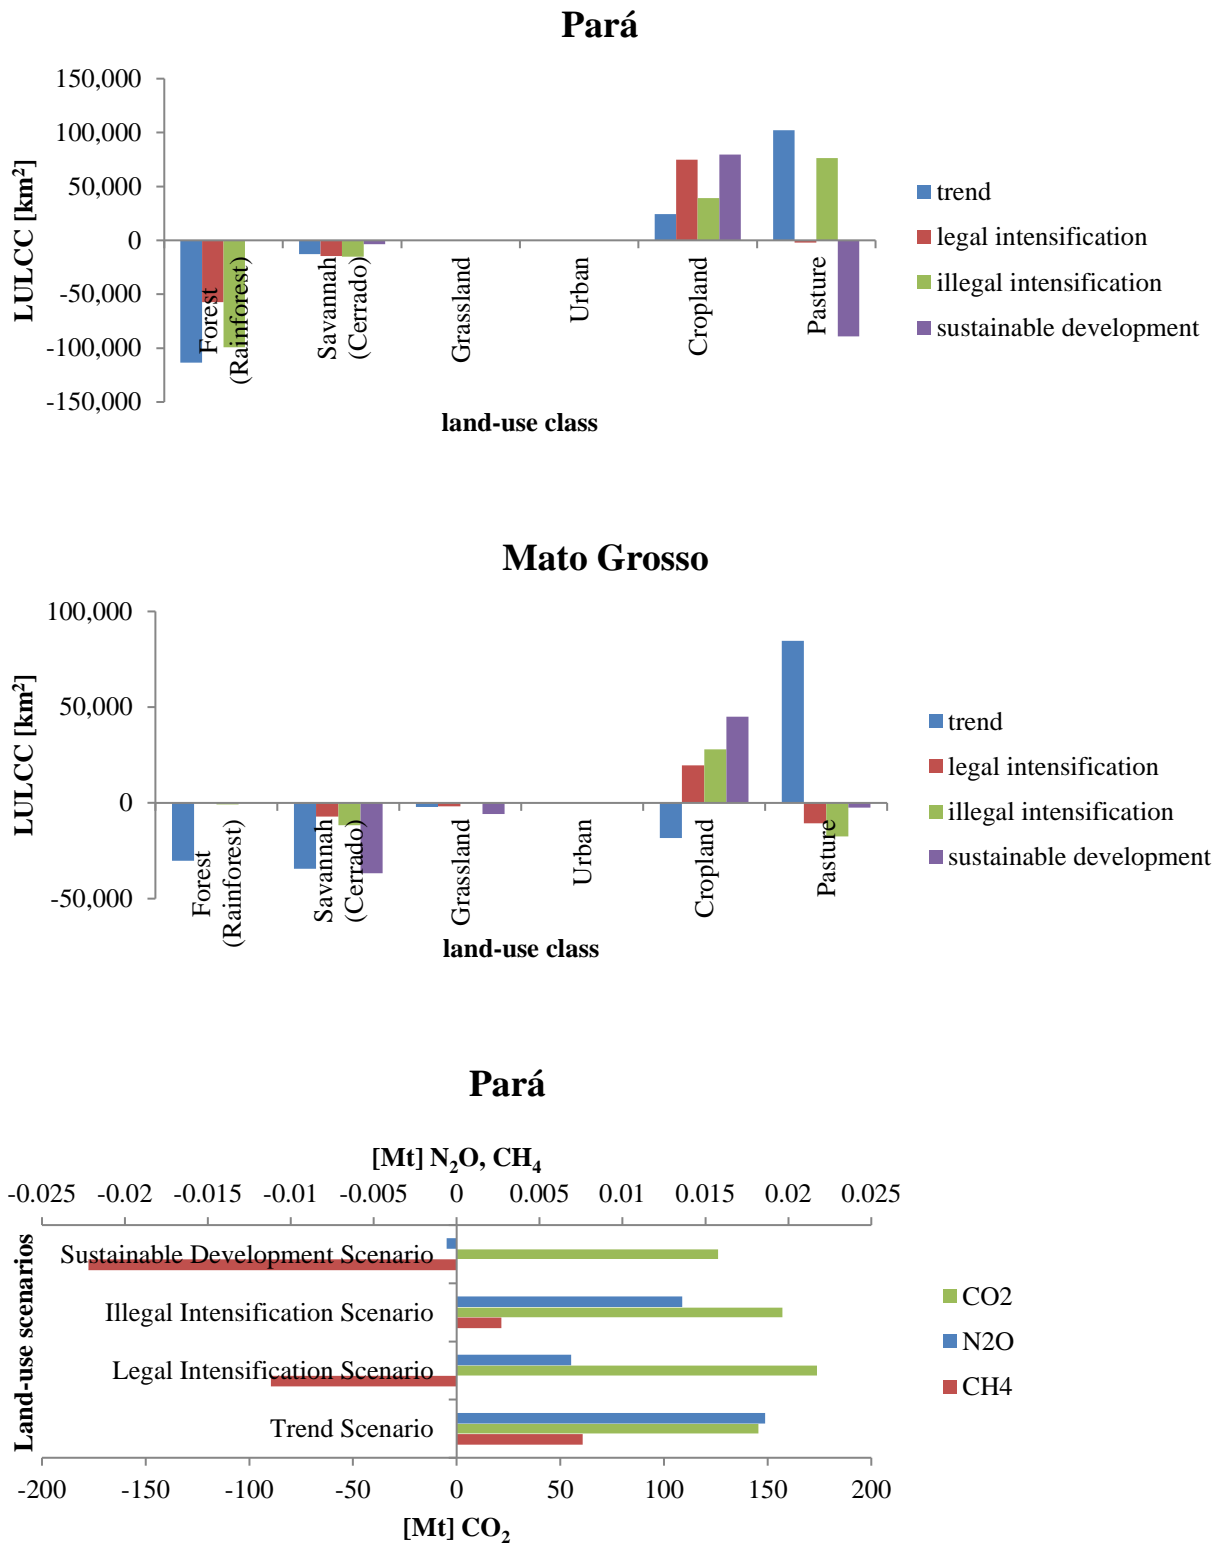 Pará
150,000
100,000
50,000
0
-50,000
-100,000
-150,000
LULCC [km²]
Forest
(Rainforest)
Savannah
(Cerrado)
Grassland
Urban
Cropland
Pasture
land-use class
trend
legal intensification
illegal intensification
sustainable development
Mato Grosso
100,000
50,000
0
-50,000
LULCC [km²]
Forest
(Rainforest)
Savannah
(Cerrado)
Grassland
Urban
Cropland
Pasture
land-use class
trend
legal intensification
illegal intensification
sustainable development
Pará
[Mt] N₂O, CH₄
-0.025 -0.02 -0.015 -0.01 -0.005 0 0.005 0.01 0.015 0.02 0.025
Land-use scenarios
Sustainable Development Scenario
Illegal Intensification Scenario
Legal Intensification Scenario
Trend Scenario
-200 -150 -100 -50 0 50 100 150 200
[Mt] CO₂
CO2
N2O
CH4